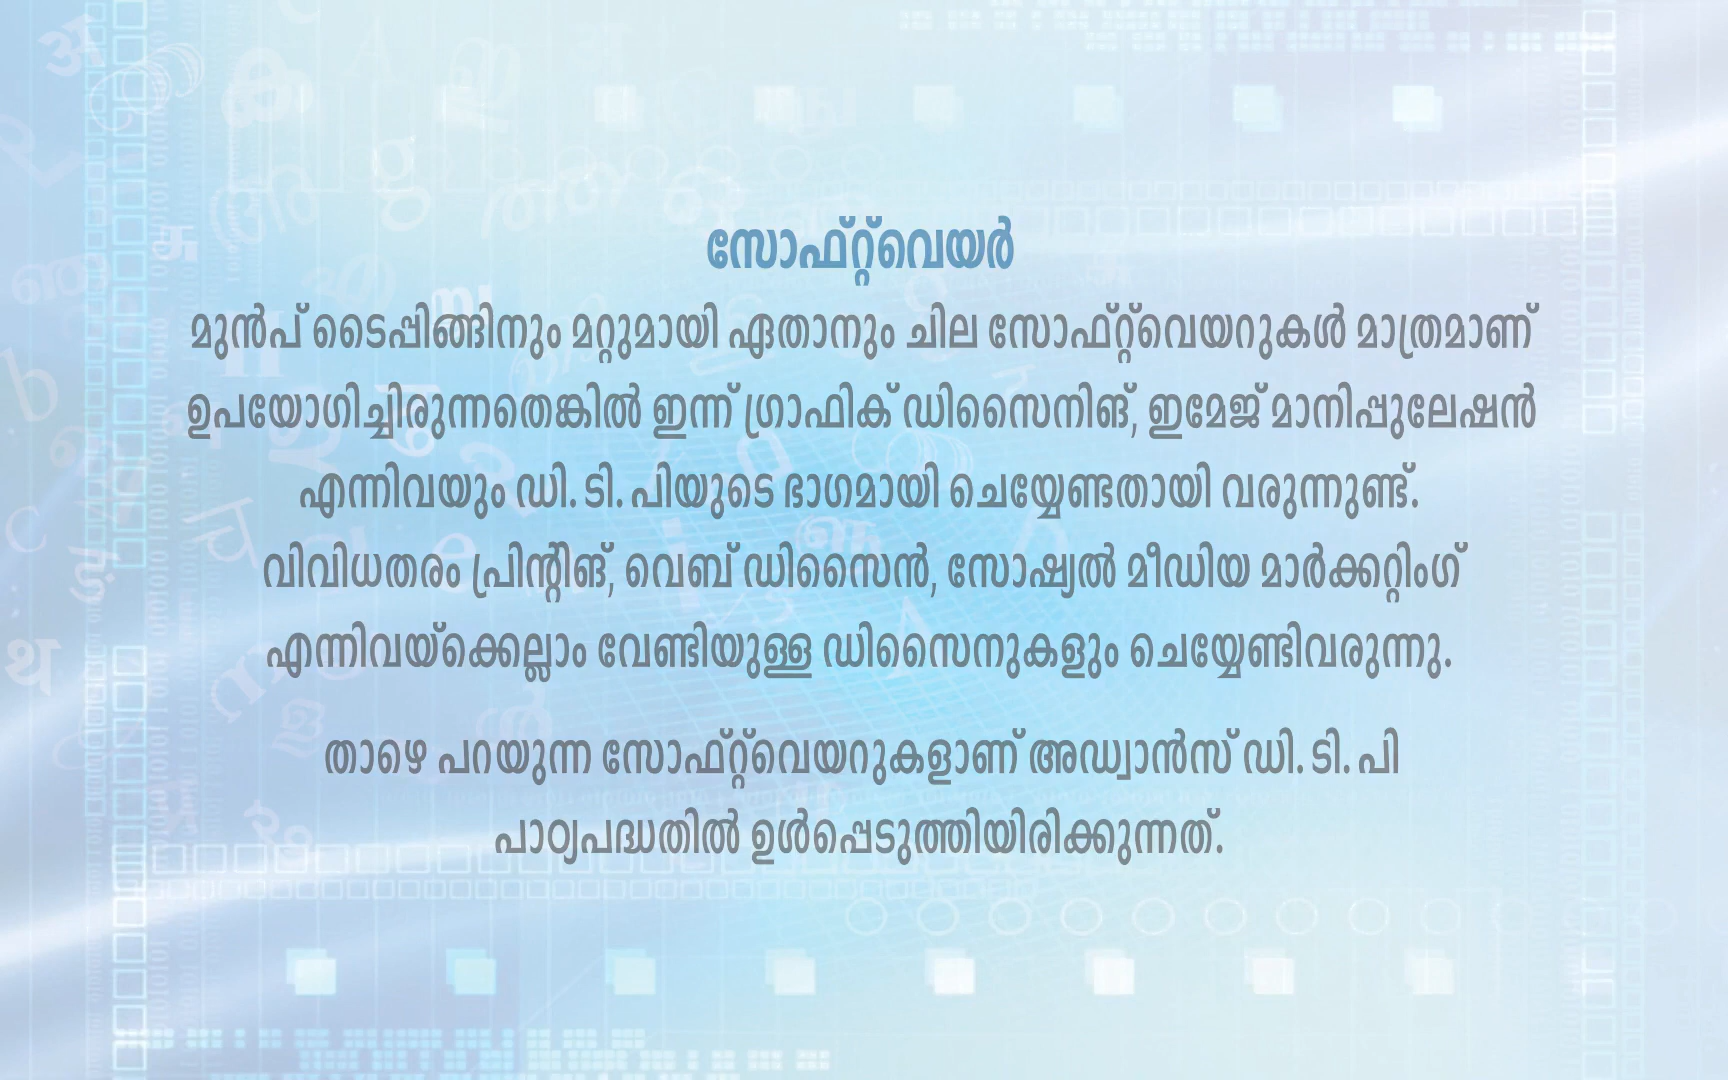 സോഫ്റ്റ്‌വെയർ
മുൻപ് ടൈപ്പിങ്ങിനും മറ്റുമായി ഏതാനും ചില സോഫ്റ്റ്‌വെയറുകൾ മാത്രമാണ്
ഉപയോഗിച്ചിരുന്നതെങ്കിൽ ഇന്ന് ഗ്രാഫിക് ഡിസൈനിങ്, ഇമേജ് മാനിപ്പുലേഷൻ
എന്നിവയും ഡി. ടി. പിയുടെ ഭാഗമായി ചെയ്യേണ്ടതായി വരുന്നുണ്ട്.
വിവിധതരം പ്രിന്റിങ്, വെബ് ഡിസൈൻ, സോഷ്യൽ മീഡിയ മാർക്കറ്റിംഗ്
എന്നിവയ്ക്കെല്ലാം വേണ്ടിയുള്ള ഡിസൈനുകളും ചെയ്യേണ്ടിവരുന്നു.
താഴെ പറയുന്ന സോഫ്റ്റ്‌വെയറുകളാണ് അഡ്വാൻസ് ഡി. ടി. പി
പാഠ്യപദ്ധതിൽ ഉൾപ്പെടുത്തിയിരിക്കുന്നത്.